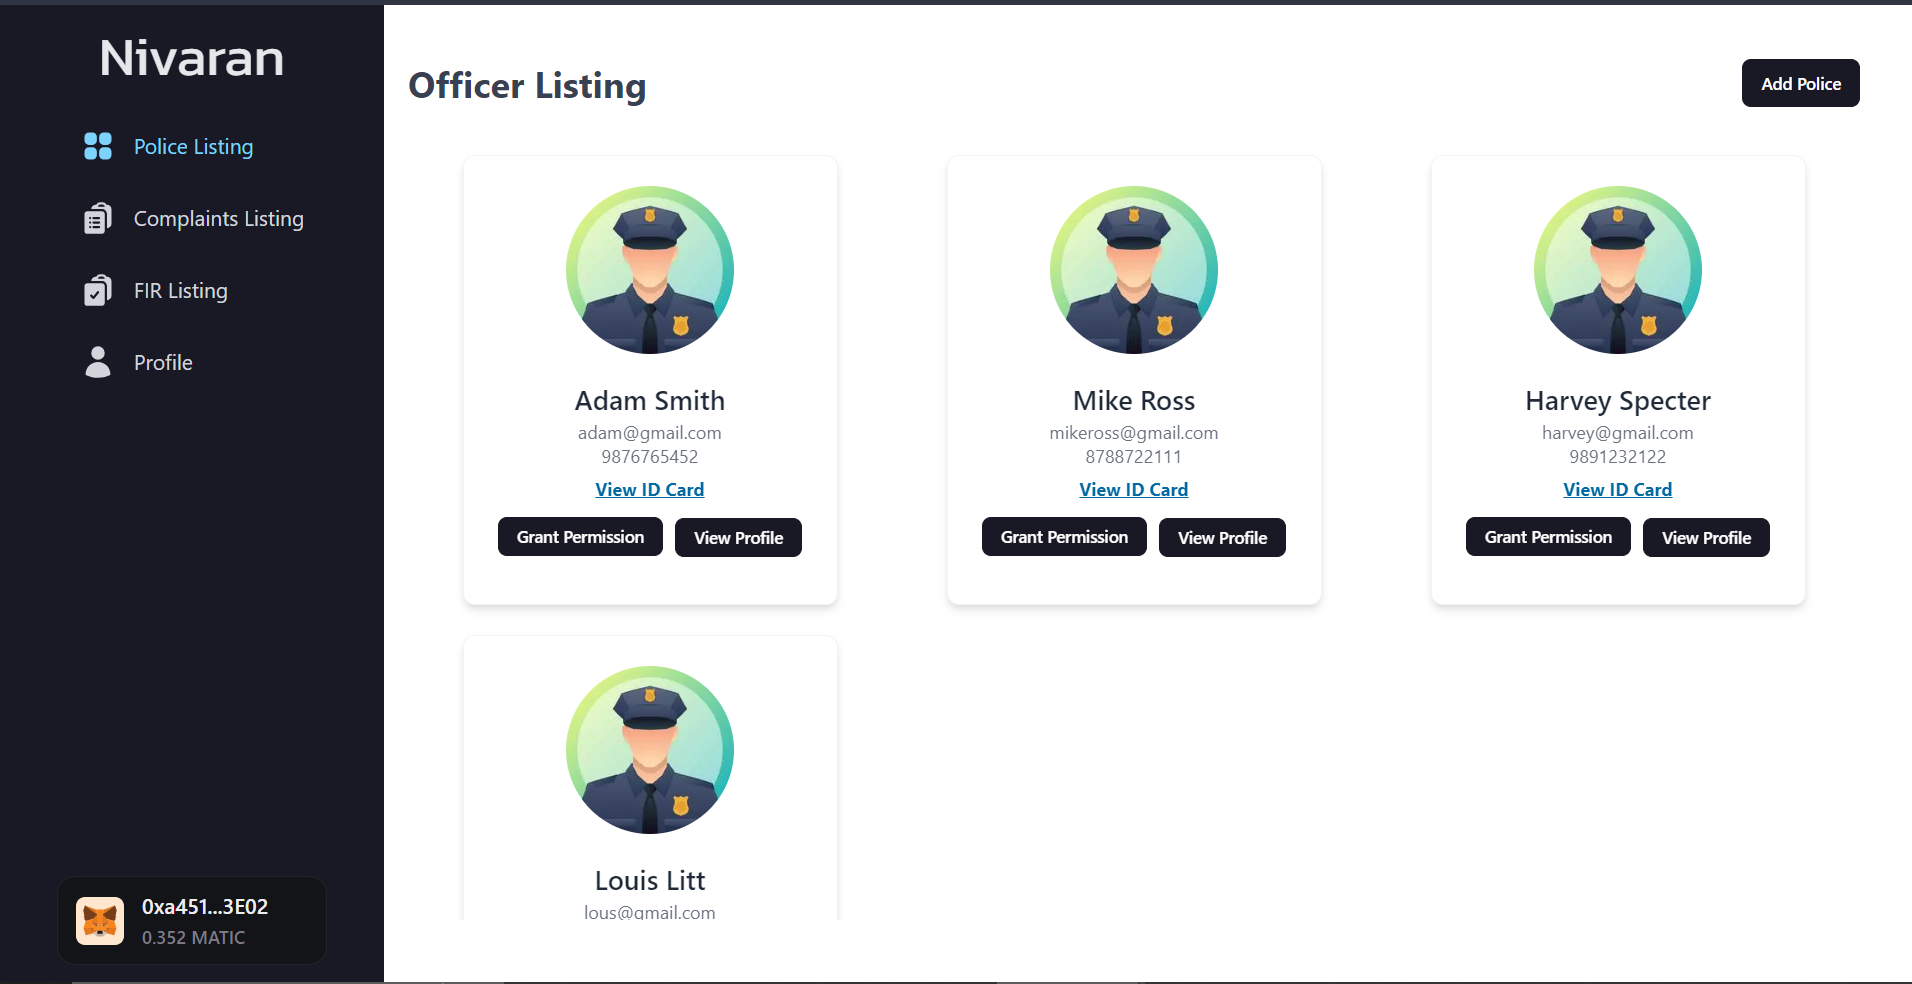 Nivaran
Police Listing
Complaints Listing
FIR Listing
Profile
0xa451...3E02
0.352 MATIC
Officer Listing
Add Police
Adam Smith
adam@gmail.com
9876765452
View ID Card
Grant Permission
View Profile
Mike Ross
mikeross@gmail.com
8788722111
View ID Card
Grant Permission
View Profile
Harvey Specter
harvey@gmail.com
9891232122
View ID Card
Grant Permission
View Profile
Louis Litt
lous@gmail.com